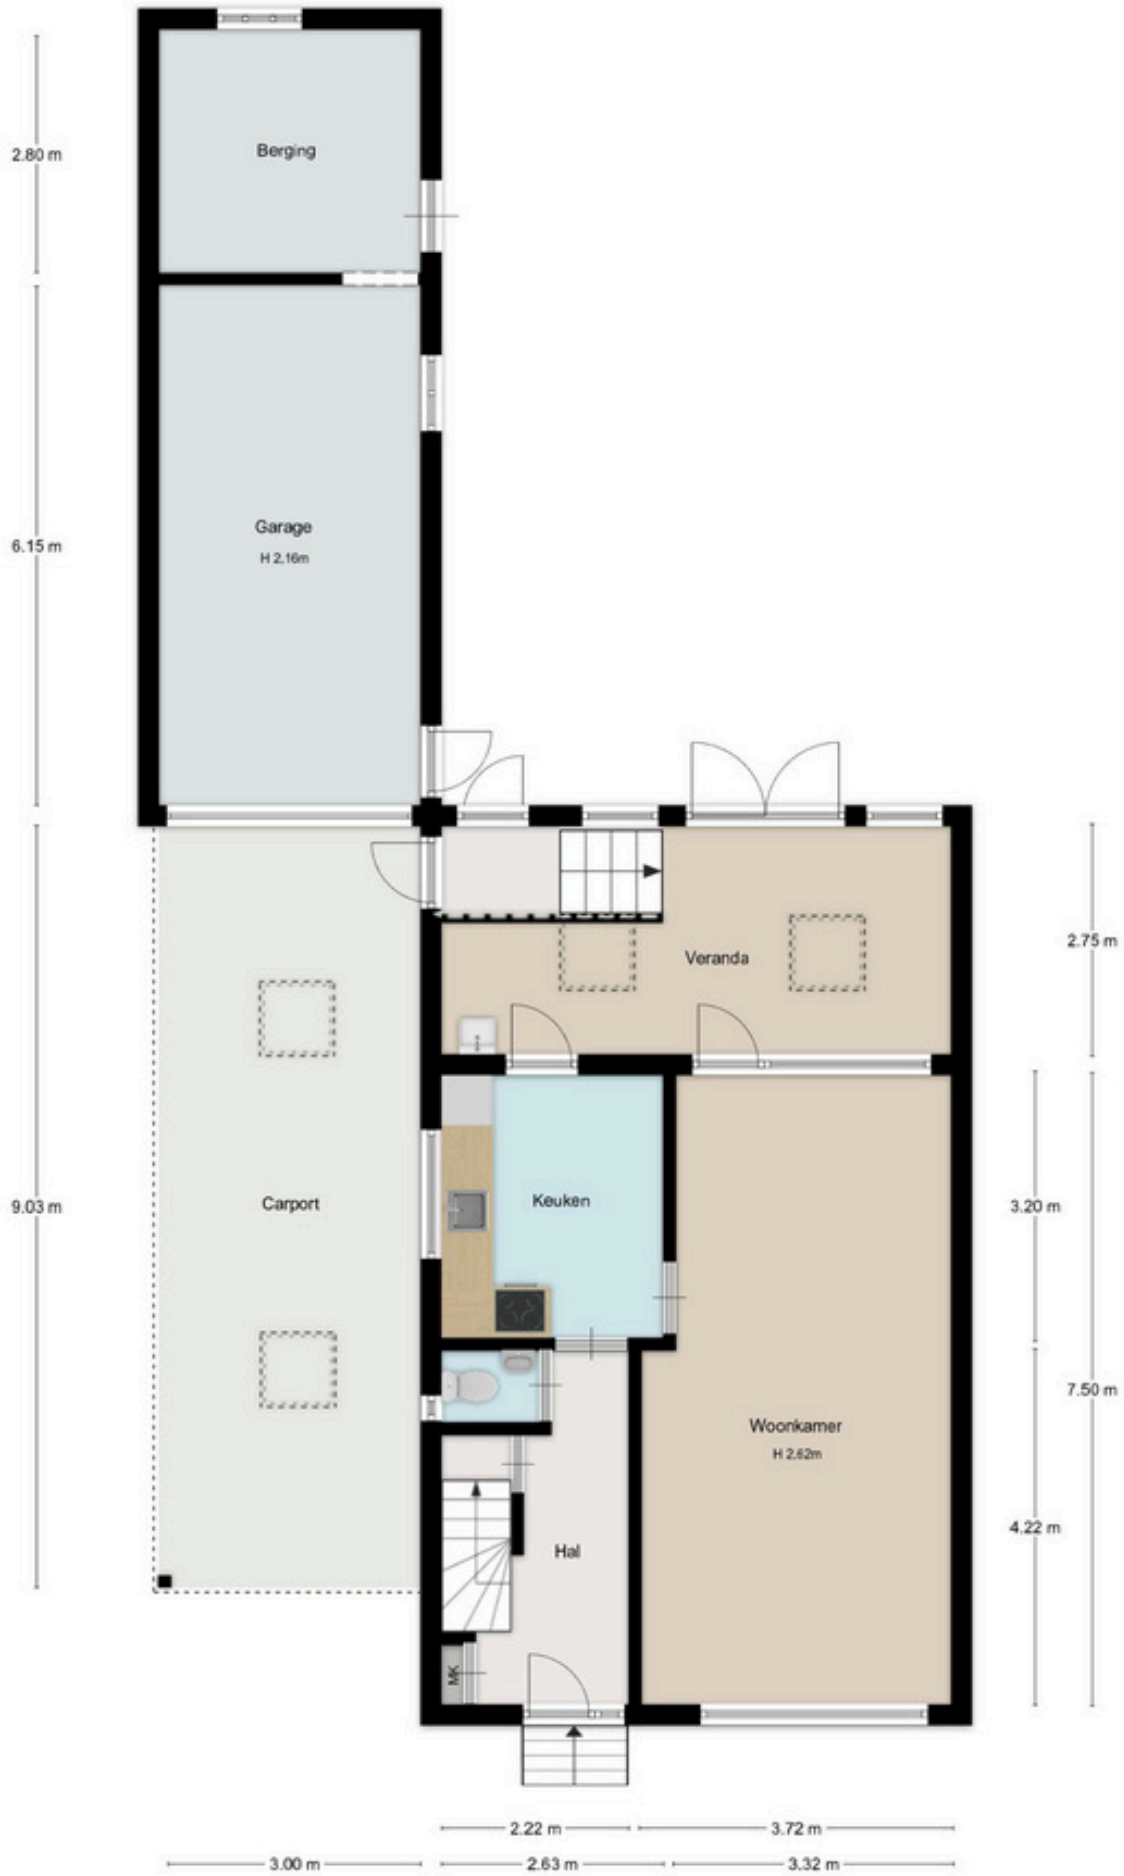 2.80 m
Berging
Garage
H 2,16m
6.15 m
2.75 m
Veranda
Keuken
Carport
9.03 m
3.20 m
7.50 m
Woonkamer
H 2,62m
4.22 m
Hal
MK
2.22 m
3.72 m
3.00 m
2.63 m
3.32 m